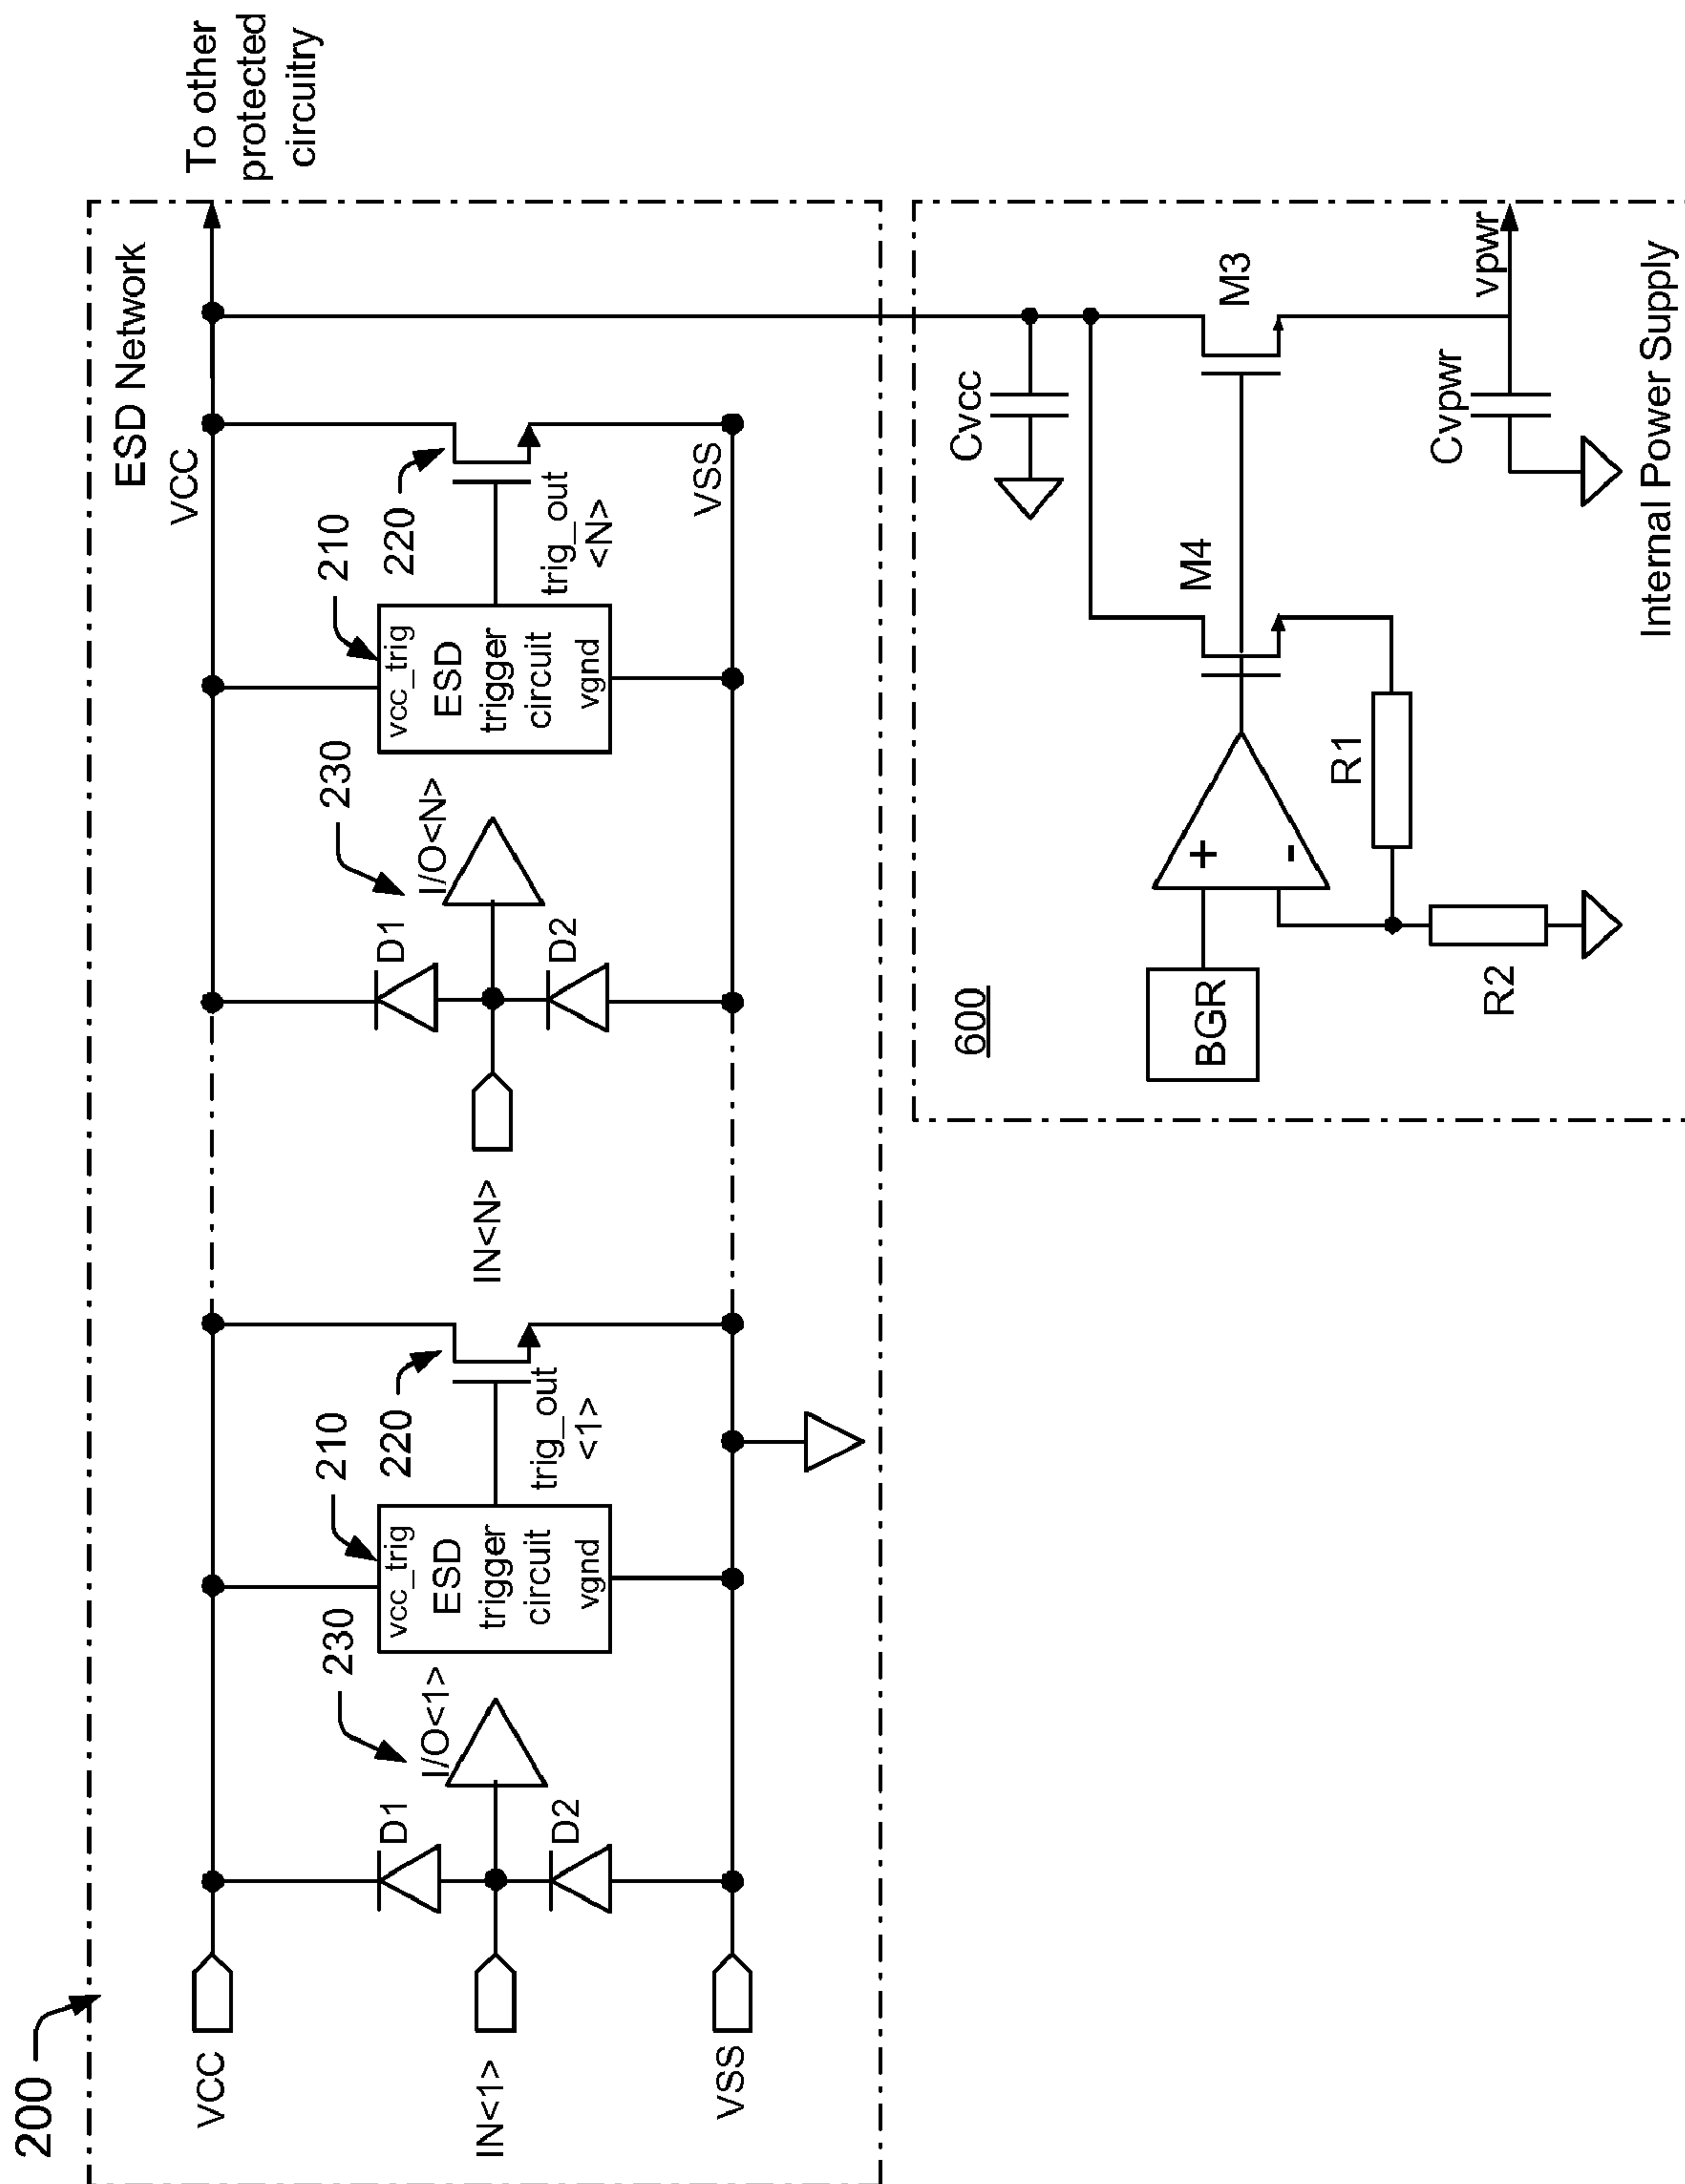 200
ESD Network
To other
protected
circuitry
VCC
VCC
IN<1>
VSS
D1
D2
230
I/O<1>
210
vcc_trig
ESD
trigger
circuit
vgnd
220
trig_out
<1>
IN<N>
D1
D2
230
I/O<N>
210
vcc_trig
ESD
trigger
circuit
vgnd
220
trig_out
<N>
VSS
600
BGR
+
-
R2
R1
M4
Cvcc
M3
Cvpwr
vpwr
Internal Power Supply